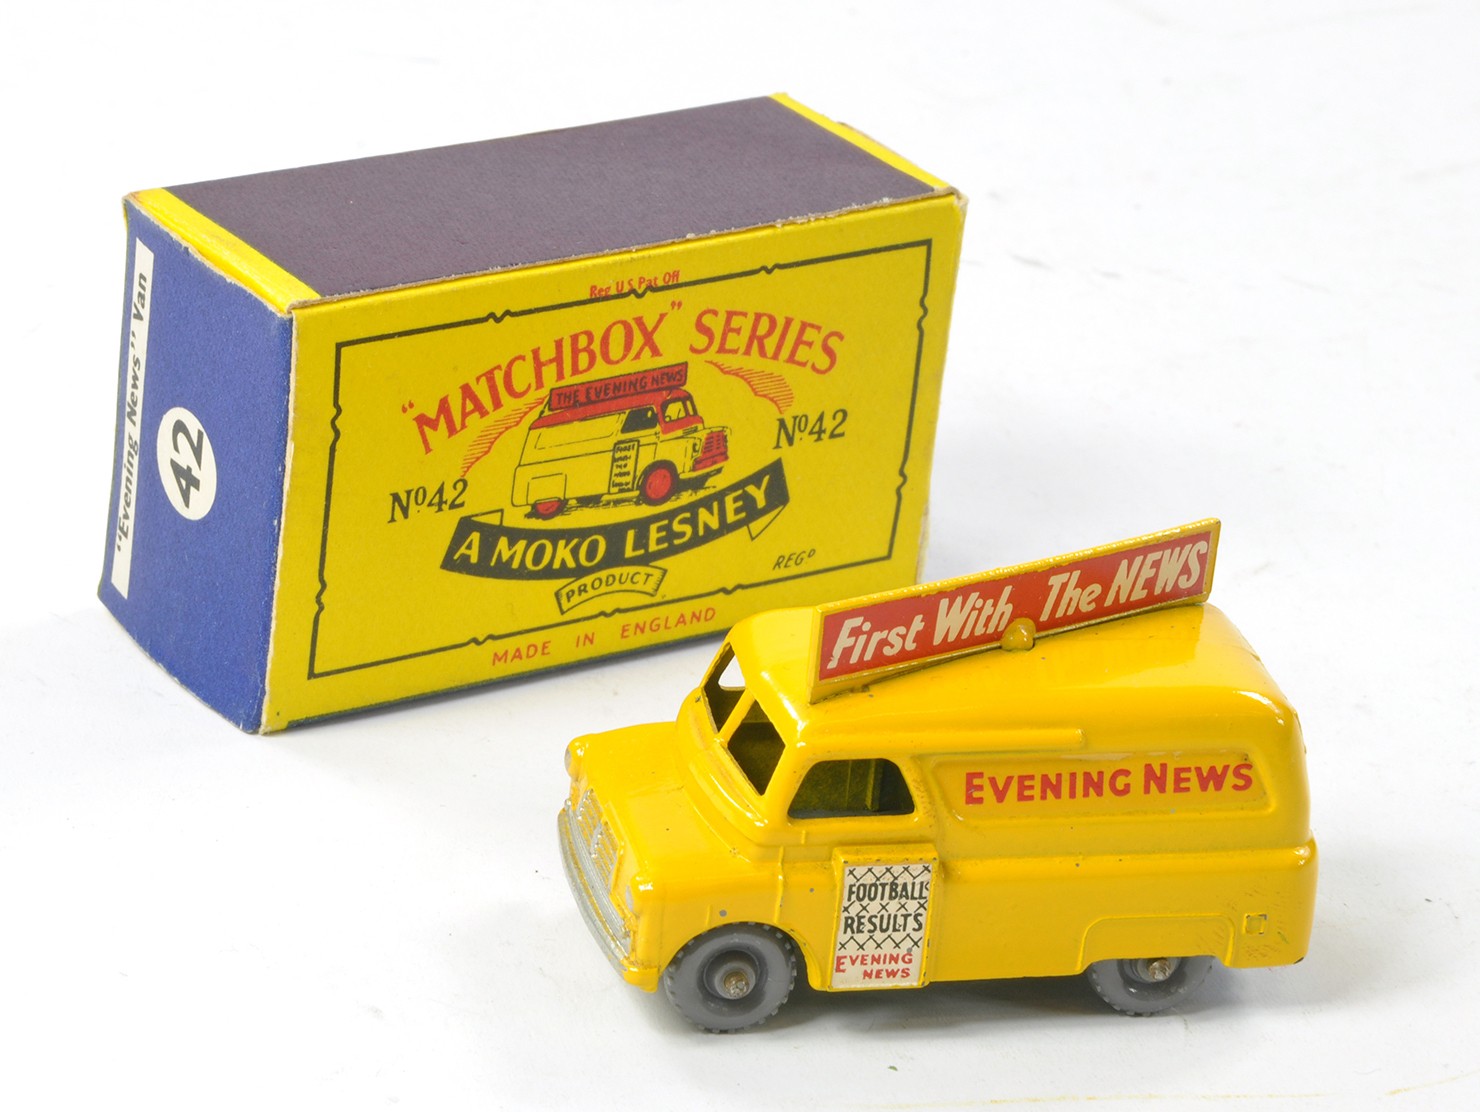 "Evening News" Van
42
Reg U S Pat Off
"MATCHBOX" SERIES
THE EVENING NEWS
Nº42
Nº42
A MOKO LESNEY
PRODUCT
REGD
MADE IN ENGLAND
First With The NEWS
EVENING NEWS
FOOTBALL
RESULTS
EVENING
NEWS